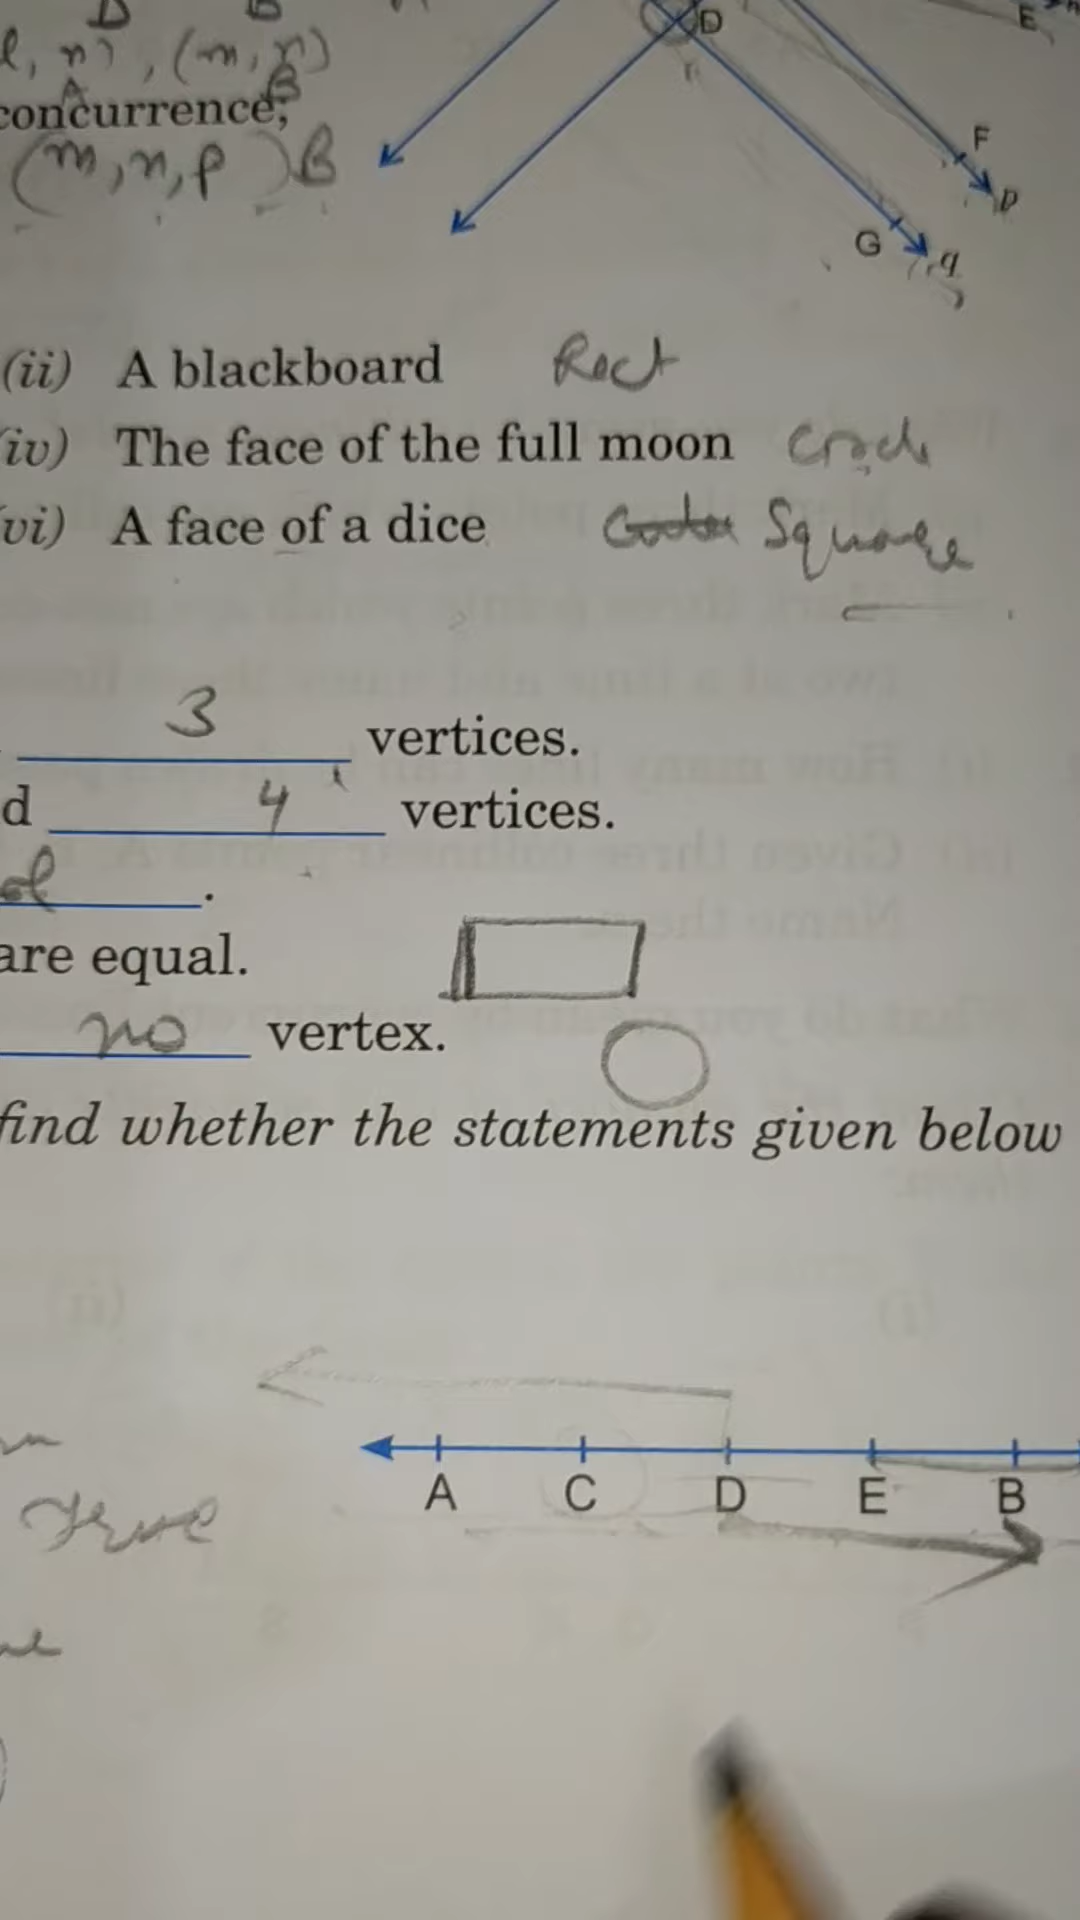 D B
l, n), (m, n)
E
D
r
A B
concurrence;
(m, n, p) B
F
p
G
q
(ii) A blackboard Rect
iv) The face of the full moon
vi) A face of a dice Square
3 vertices.
d 4 vertices.
.
are equal.
no vertex.
find whether the statements given below
A C D E B
True